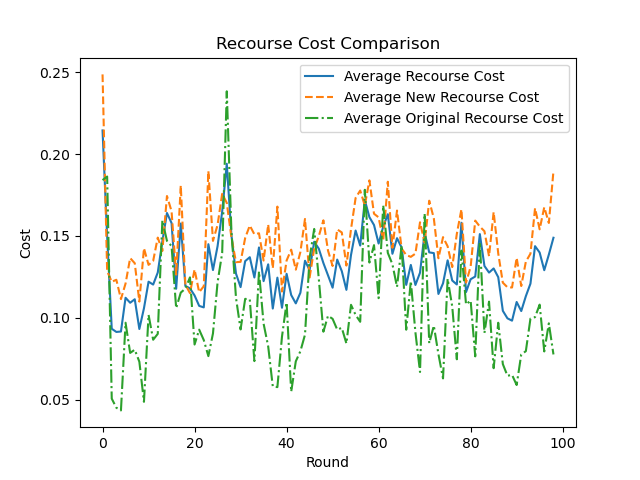 Recourse Cost Comparison
Average Recourse Cost
Average New Recourse Cost
Average Original Recourse Cost
0.25
0.20
0.15
0.10
0.05
Cost
0 20 40 60 80 100
Round